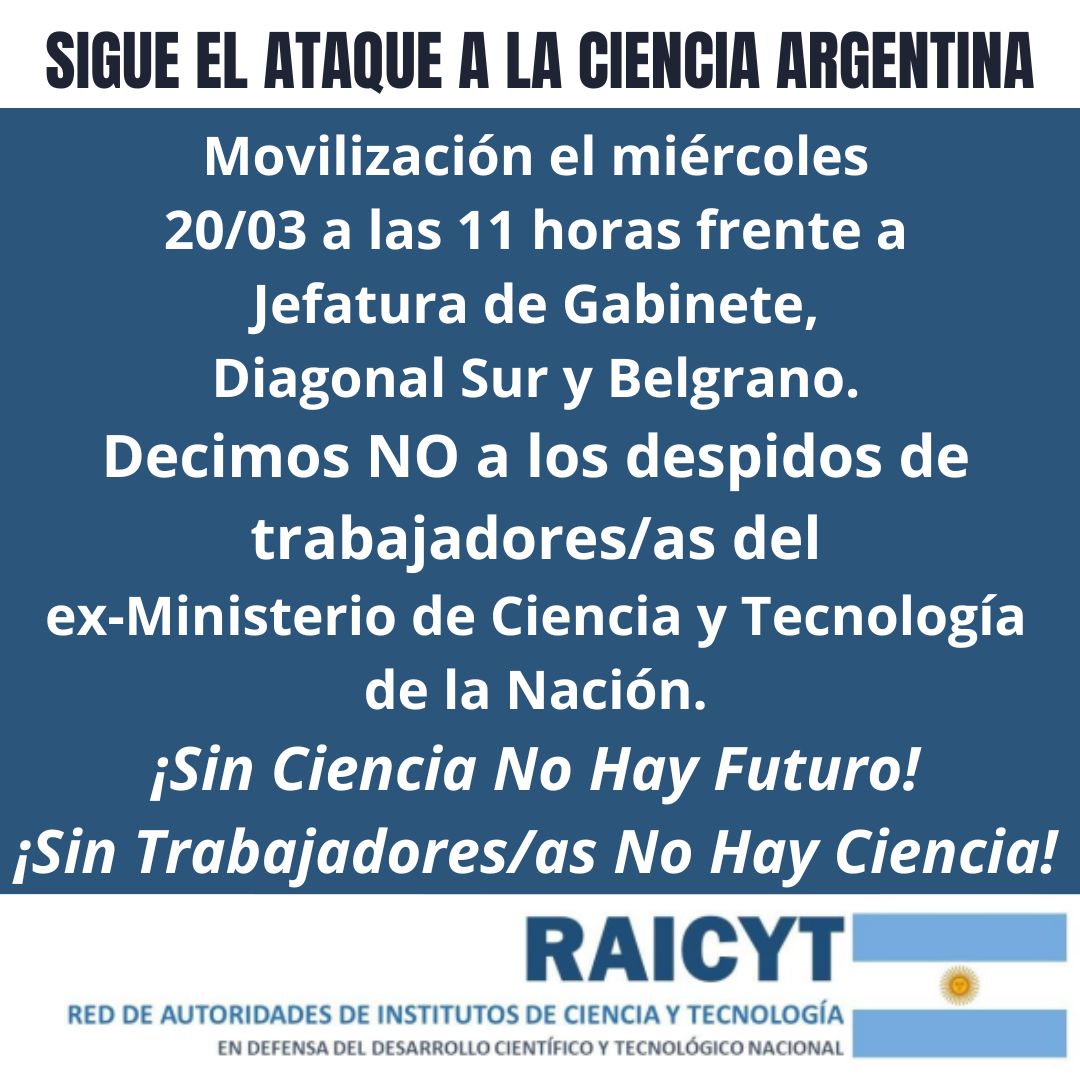 SIGUE EL ATAQUE A LA CIENCIA ARGENTINA
Movilización el miércoles
20/03 a las 11 horas frente a
Jefatura de Gabinete,
Diagonal Sur y Belgrano.
Decimos NO a los despidos de
trabajadores/as del
ex-Ministerio de Ciencia y Tecnología
de la Nación.
¡Sin Ciencia No Hay Futuro!
¡Sin Trabajadores/as No Hay Ciencia!
RAICYT
RED DE AUTORIDADES DE INSTITUTOS DE CIENCIA Y TECNOLOGÍA
EN DEFENSA DEL DESARROLLO CIENTÍFICO Y TECNOLÓGICO NACIONAL